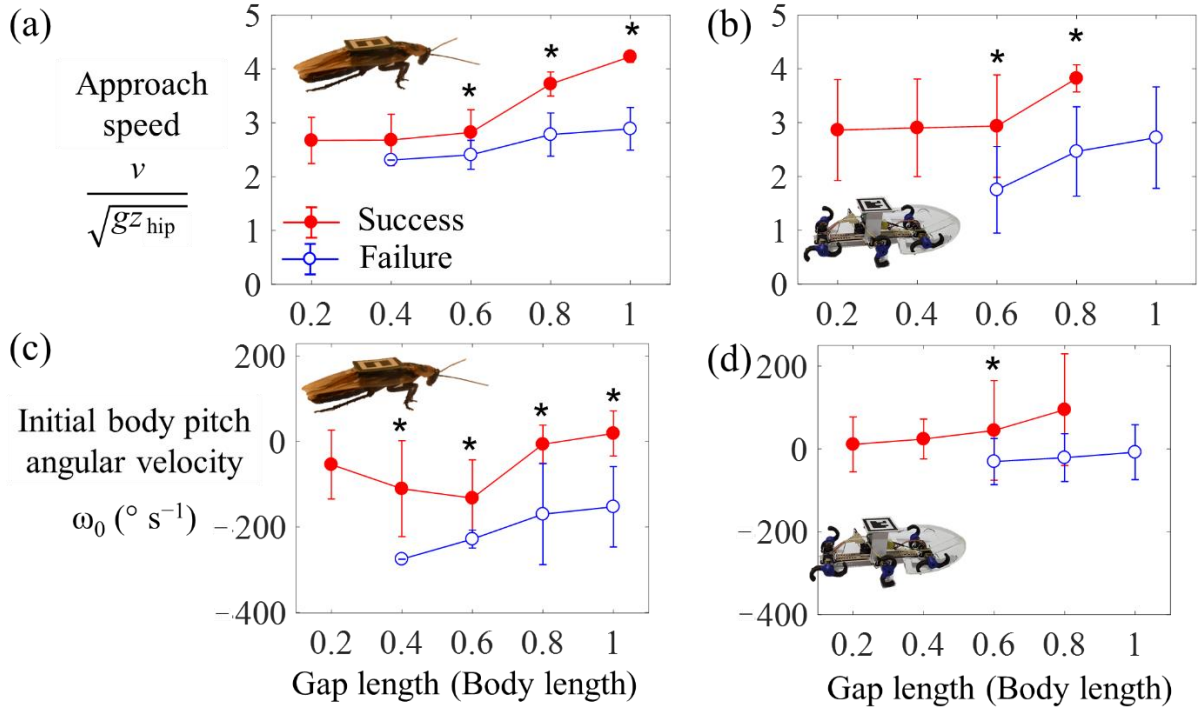 (a)
Approach
speed
v
√gz hip
5
4
3
2
1
0
*
*
*
Success
Failure
0.2 0.4 0.6 0.8 1
(b)
5
4
3
2
1
0
*
*
0.2 0.4 0.6 0.8 1
(c)
Initial body pitch
angular velocity
ω0 (° s−1)
200
0
−200
−400
*
*
*
*
0.2 0.4 0.6 0.8 1
Gap length (Body length)
(d)
200
0
−200
−400
*
0.2 0.4 0.6 0.8 1
Gap length (Body length)